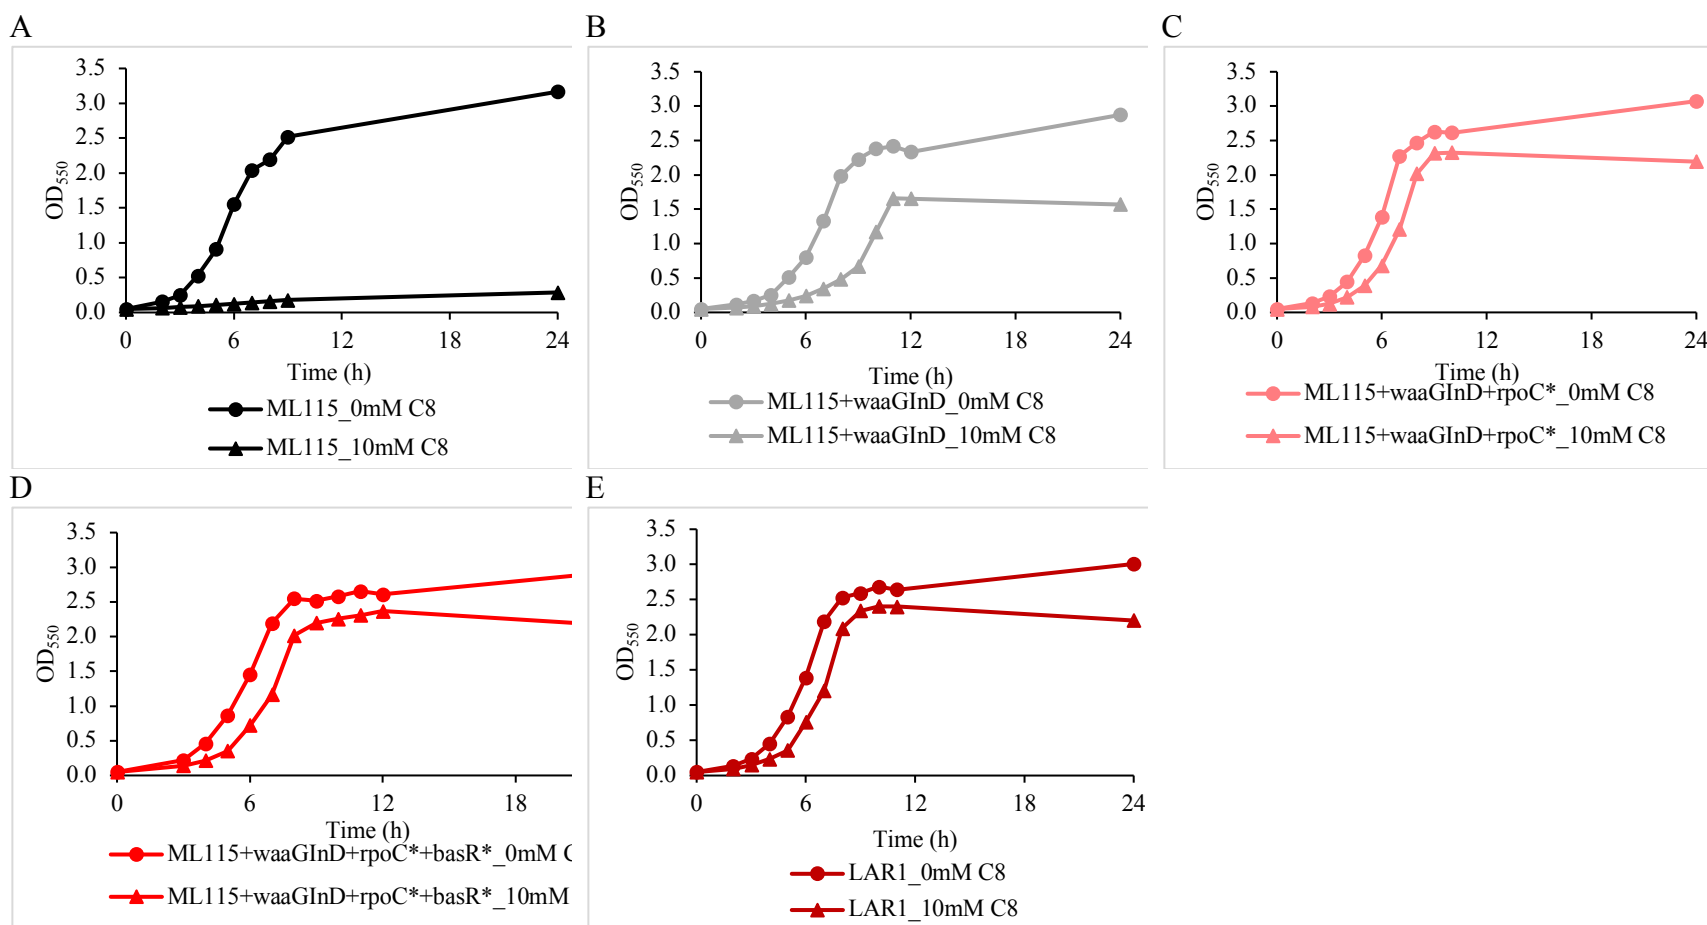 A
3.5
3.0
2.5
2.0
1.5
1.0
0.5
0.0
OD550
0 6 12 18 24
Time (h)
ML115_0mM C8
ML115_10mM C8
B
3.5
3.0
2.5
2.0
1.5
1.0
0.5
0.0
OD550
0 6 12 18 24
Time (h)
ML115+waaGInD_0mM C8
ML115+waaGInD_10mM C8
C
3.5
3.0
2.5
2.0
1.5
1.0
0.5
0.0
OD550
0 6 12 18 24
Time (h)
ML115+waaGInD+rpoC*_0mM C8
ML115+waaGInD+rpoC*_10mM C8
D
3.5
3.0
2.5
2.0
1.5
1.0
0.5
0.0
OD550
0 6 12 18
Time (h)
ML115+waaGInD+rpoC*+basR*_0mM C
ML115+waaGInD+rpoC*+basR*_10mM
E
3.5
3.0
2.5
2.0
1.5
1.0
0.5
0.0
OD550
0 6 12 18 24
Time (h)
LAR1_0mM C8
LAR1_10mM C8